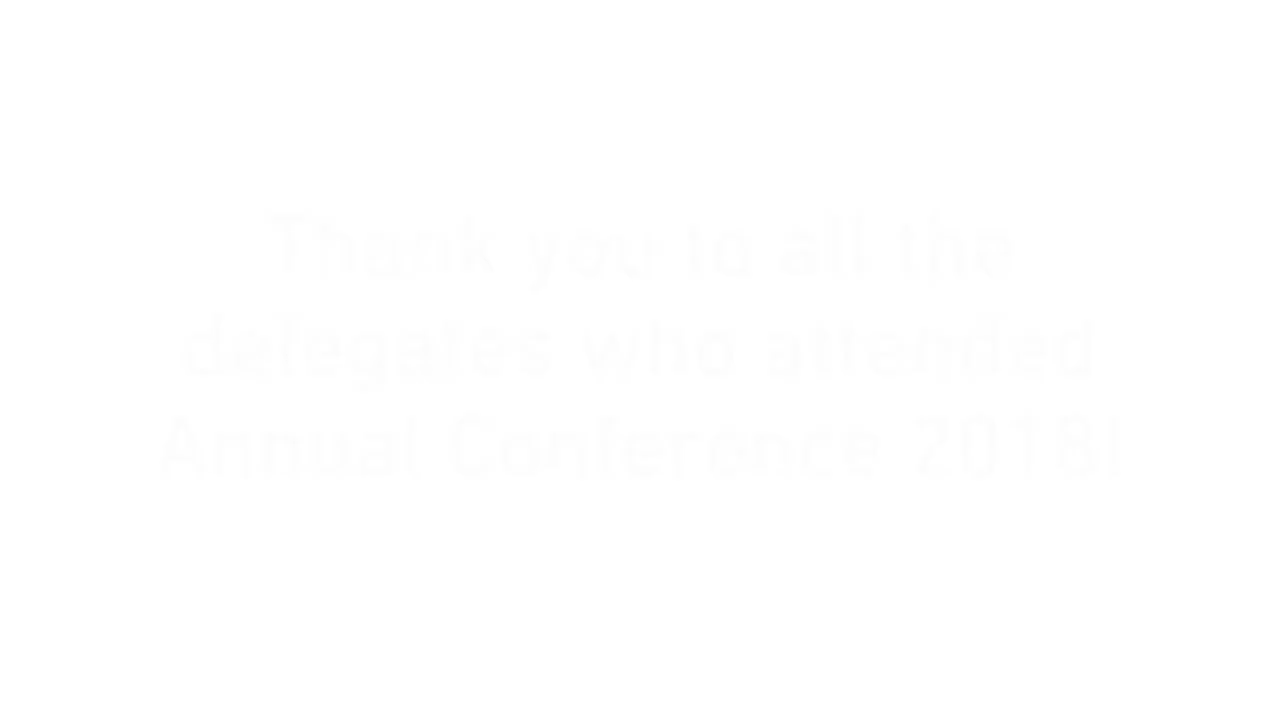 Thank you to all the
delegates who attended
Annual Conference 2018!